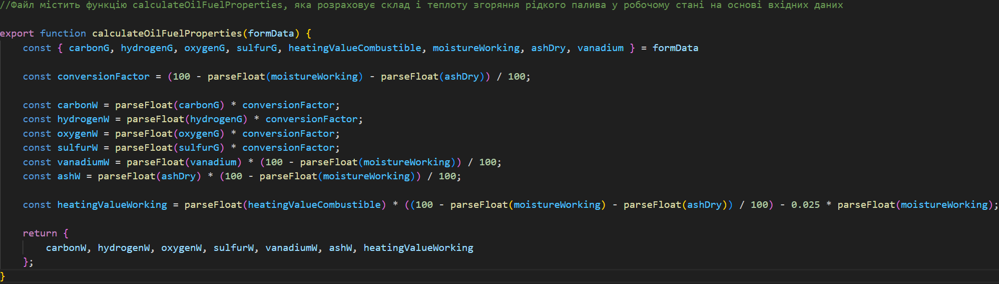 //Файл містить функцію calculateOilFuelProperties, яка розраховує склад і теплоту згоряння рідкого палива у робочому стані на основі вхідних даних
export function calculateOilFuelProperties(formData) {
    const { carbonG, hydrogenG, oxygenG, sulfurG, heatingValueCombustible, moistureWorking, ashDry, vanadium } = formData
    const conversionFactor = (100 - parseFloat(moistureWorking) - parseFloat(ashDry)) / 100;
    const carbonW = parseFloat(carbonG) * conversionFactor;
    const hydrogenW = parseFloat(hydrogenG) * conversionFactor;
    const oxygenW = parseFloat(oxygenG) * conversionFactor;
    const sulfurW = parseFloat(sulfurG) * conversionFactor;
    const vanadiumW = parseFloat(vanadium) * (100 - parseFloat(moistureWorking)) / 100;
    const ashW = parseFloat(ashDry) * (100 - parseFloat(moistureWorking)) / 100;
    const heatingValueWorking = parseFloat(heatingValueCombustible) * ((100 - parseFloat(moistureWorking) - parseFloat(ashDry)) / 100) - 0.025 * parseFloat(moistureWorking);
    return {
        carbonW, hydrogenW, oxygenW, sulfurW, vanadiumW, ashW, heatingValueWorking
    };
}